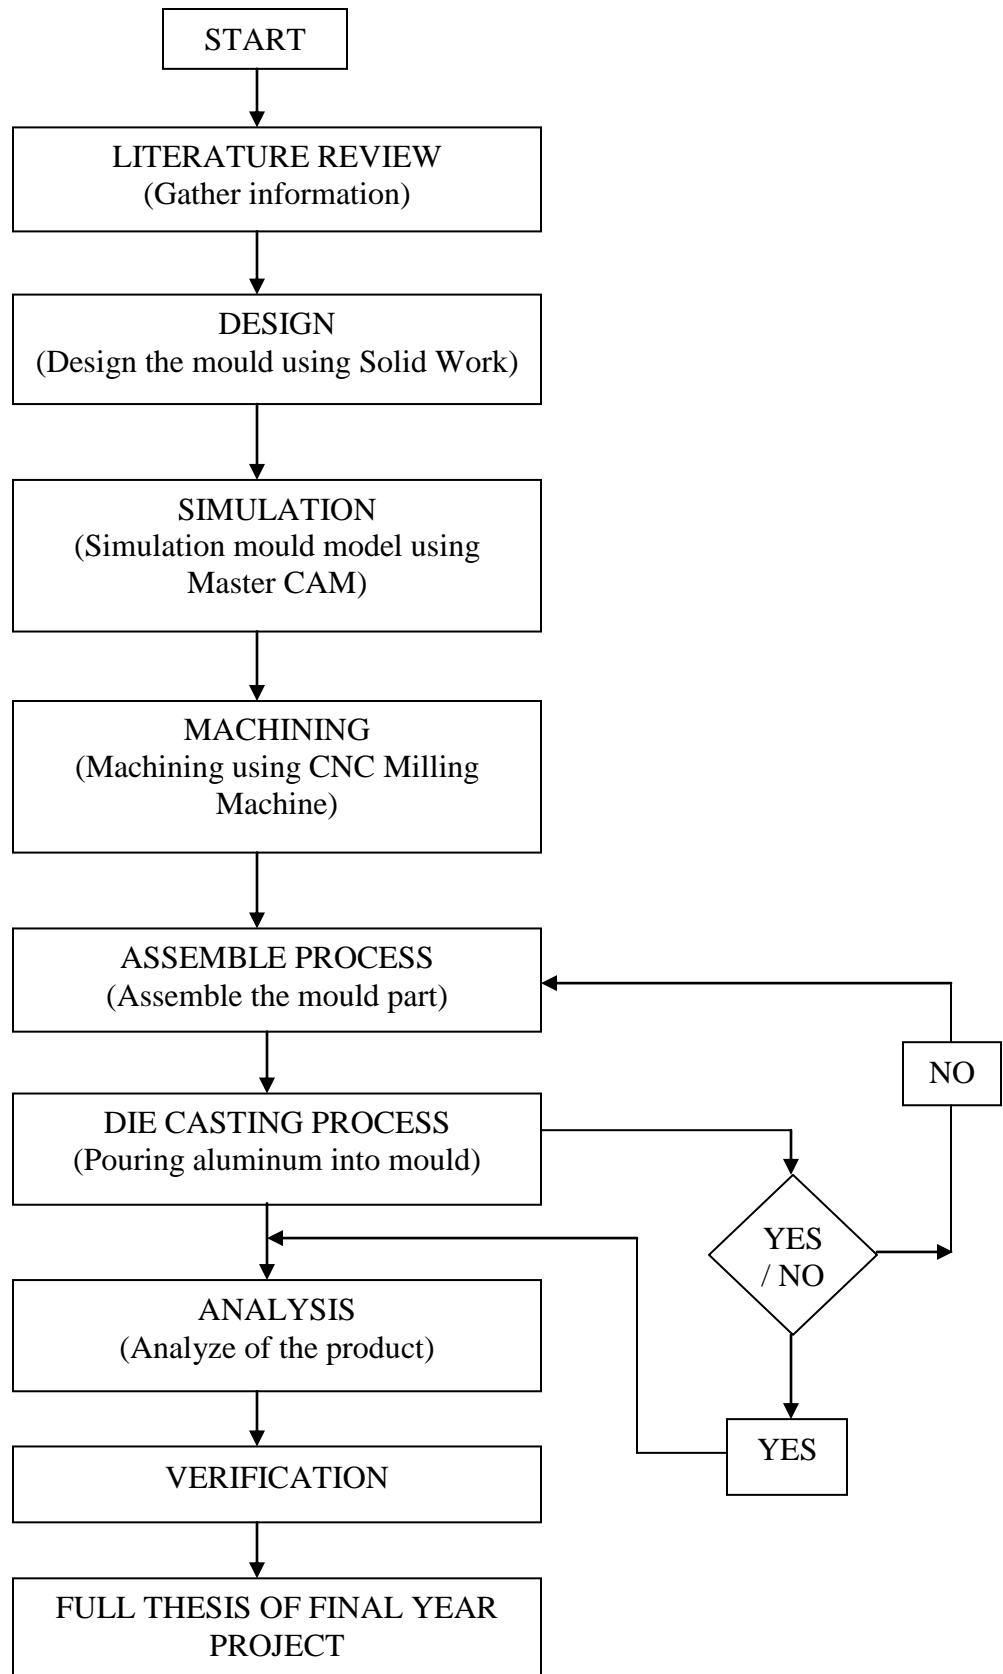 START
LITERATURE REVIEW
(Gather information)
DESIGN
(Design the mould using Solid Work)
SIMULATION
(Simulation mould model using
Master CAM)
MACHINING
(Machining using CNC Milling
Machine)
ASSEMBLE PROCESS
(Assemble the mould part)
NO
DIE CASTING PROCESS
(Pouring aluminum into mould)
YES
/ NO
ANALYSIS
(Analyze of the product)
YES
VERIFICATION
FULL THESIS OF FINAL YEAR
PROJECT